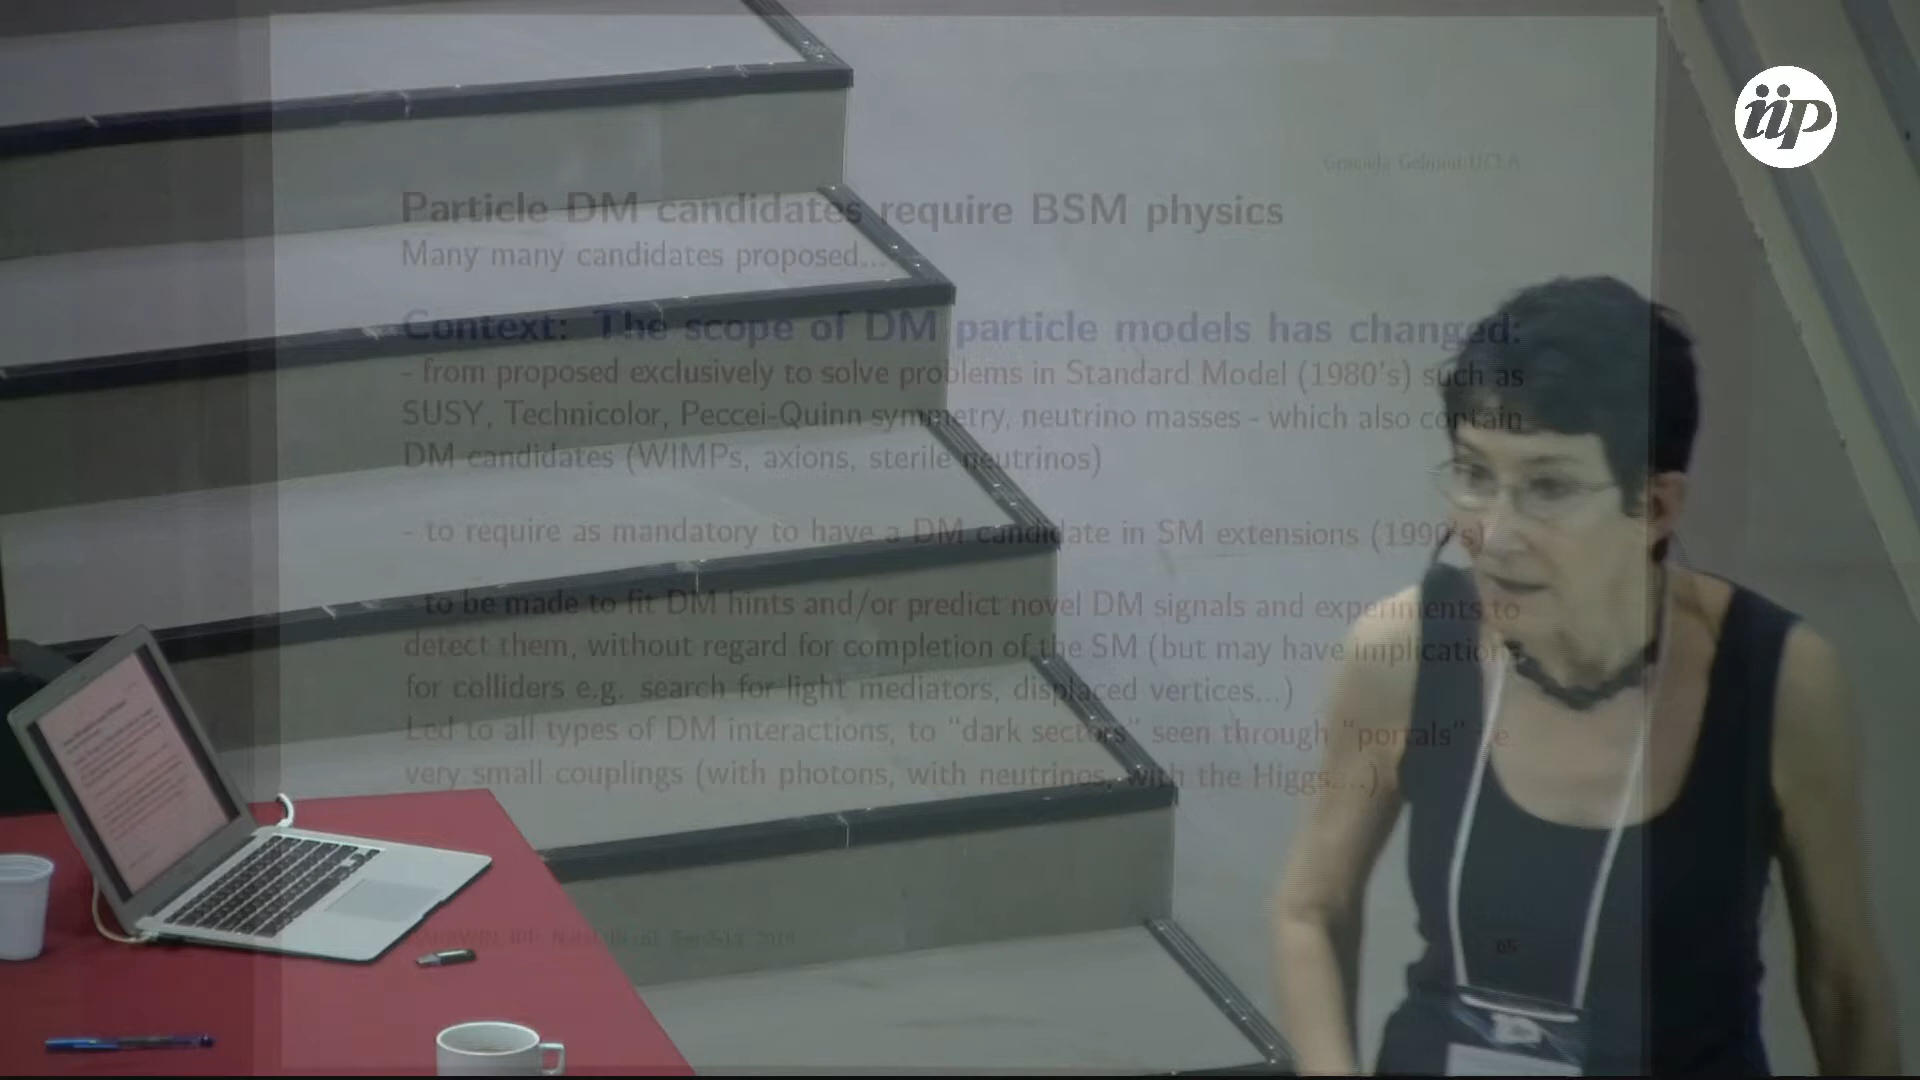 iip
Graciela Gelmini-UCLA
Particle DM candidates require BSM physics
Many many candidates proposed...
Context: The scope of DM particle models has changed:
- from proposed exclusively to solve problems in Standard Model (1980's) such as
SUSY, Technicolor, Peccei-Quinn symmetry, neutrino masses - which also contain
DM candidates (WIMPs, axions, sterile neutrinos)
- to require as mandatory to have a DM candidate in SM extensions (1990's)
to be made to fit DM hints and/or predict novel DM signals and experiments to
detect them, without regard for completion of the SM (but may have implications
for colliders e.g. search for light mediators, displaced vertices...)
Led to all types of DM interactions, to "dark sectors" seen through "portals" i.e.
very small couplings (with photons, with neutrinos, with the Higgs...)